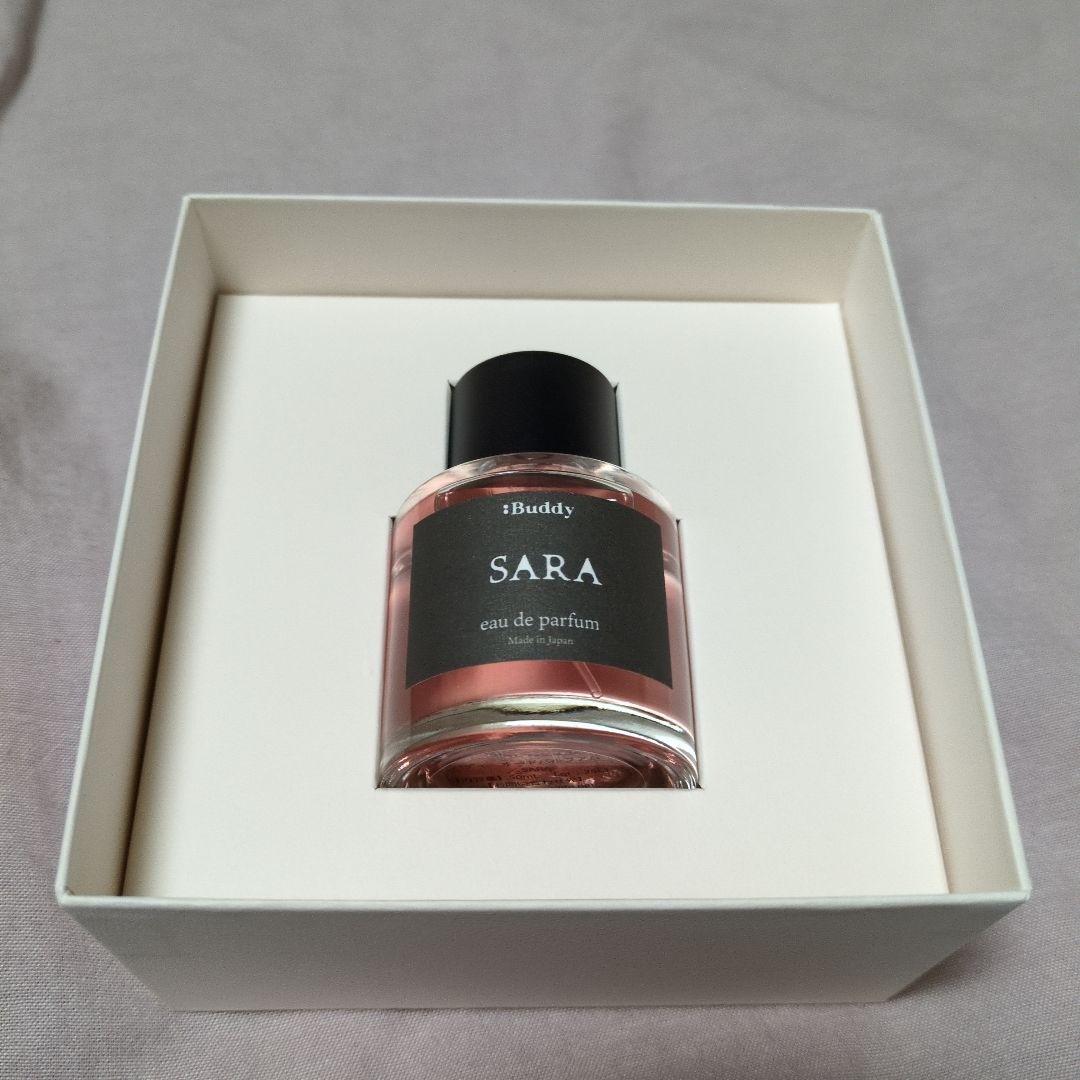 :Buddy
SARA
eau de parfum
Made in Japan